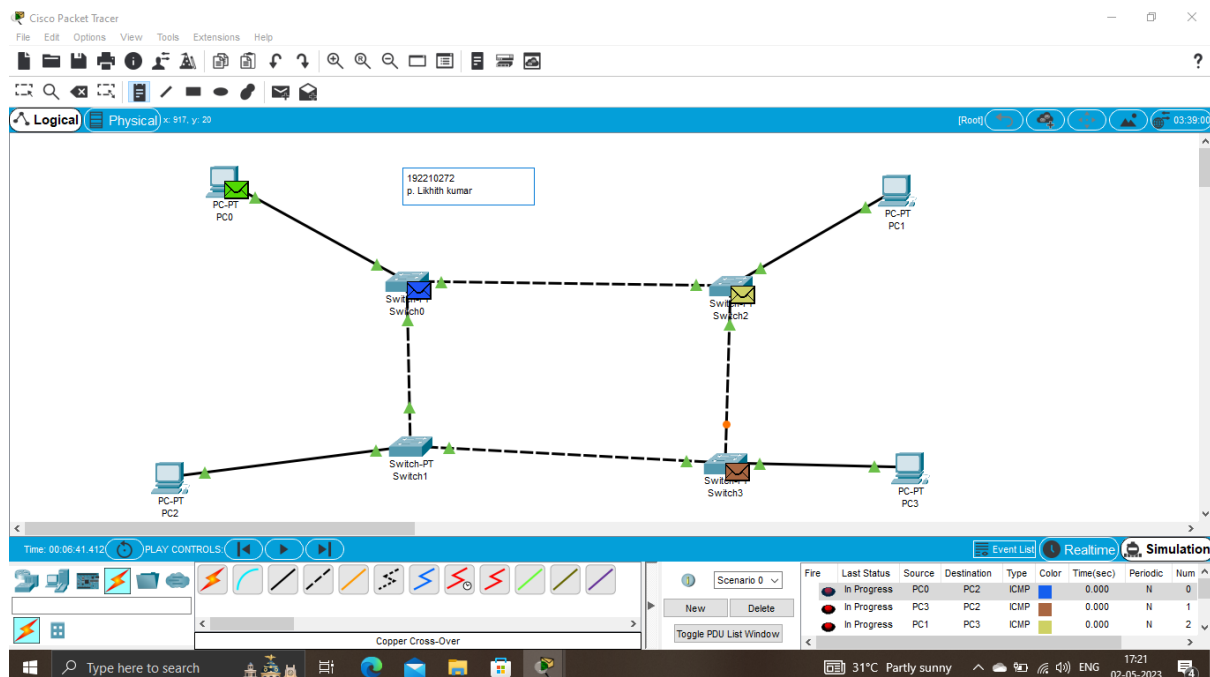 Cisco Packet Tracer
File Edit Options View Tools Extensions Help
?
Logical Physical x: 917, y: 20 [Root] 03:39:00
192210272
p. Likhith kumar
PC-PT
PC0
PC-PT
PC1
Switch0
Switch2
Switch-PT
Switch1
Switch3
PC-PT
PC2
PC-PT
PC3
Time: 00:06:41.412 PLAY CONTROLS: Event List Realtime Simulation
Scenario 0
New Delete
Toggle PDU List Window
Fire Last Status Source Destination Type Color Time(sec) Periodic Num
In Progress PC0 PC2 ICMP 0.000 N 0
In Progress PC3 PC2 ICMP 0.000 N 1
In Progress PC1 PC3 ICMP 0.000 N 2
Copper Cross-Over
Type here to search 31°C Partly sunny ENG 17:21
02-05-2023 4